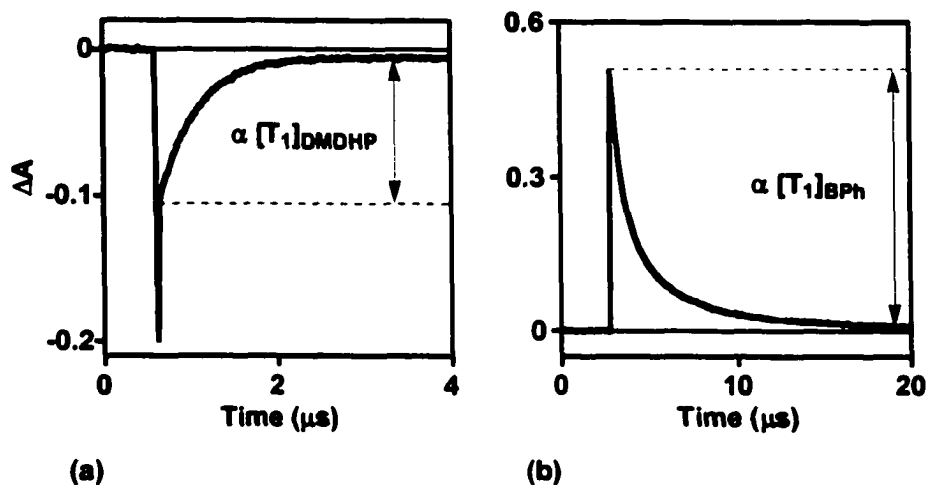 0
-0.1
-0.2
ΔA
α [T₁]DMDHP
0 2 4
Time (μs)
(a)
0.6
0.3
0
α [T₁]BPh
0 10 20
Time (μs)
(b)